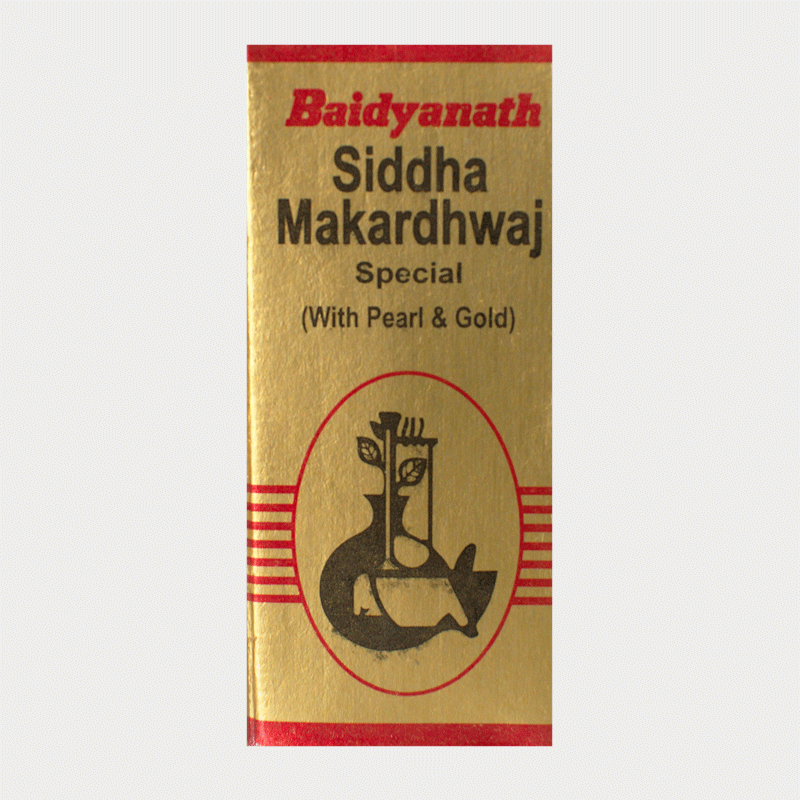 Baidyanath
Siddha
Makardhwaj
Special
(With Pearl & Gold)